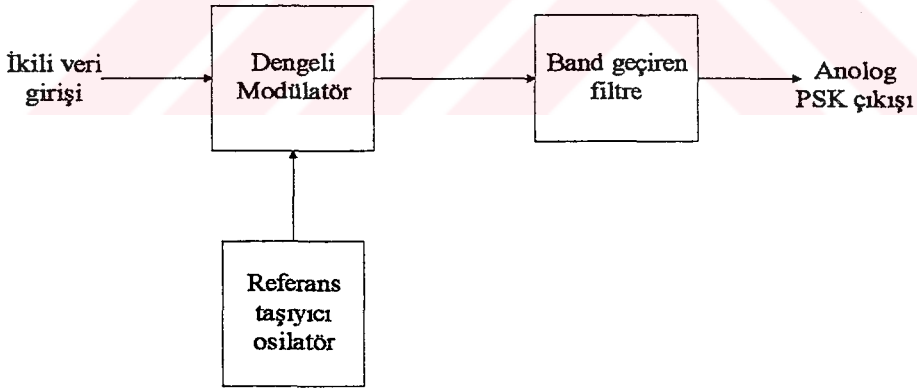 İkili veri
girişi
Dengeli
Modülatör
Band geçiren
filtre
Anolog
PSK çıkışı
Referans
taşıyıcı
osilatör